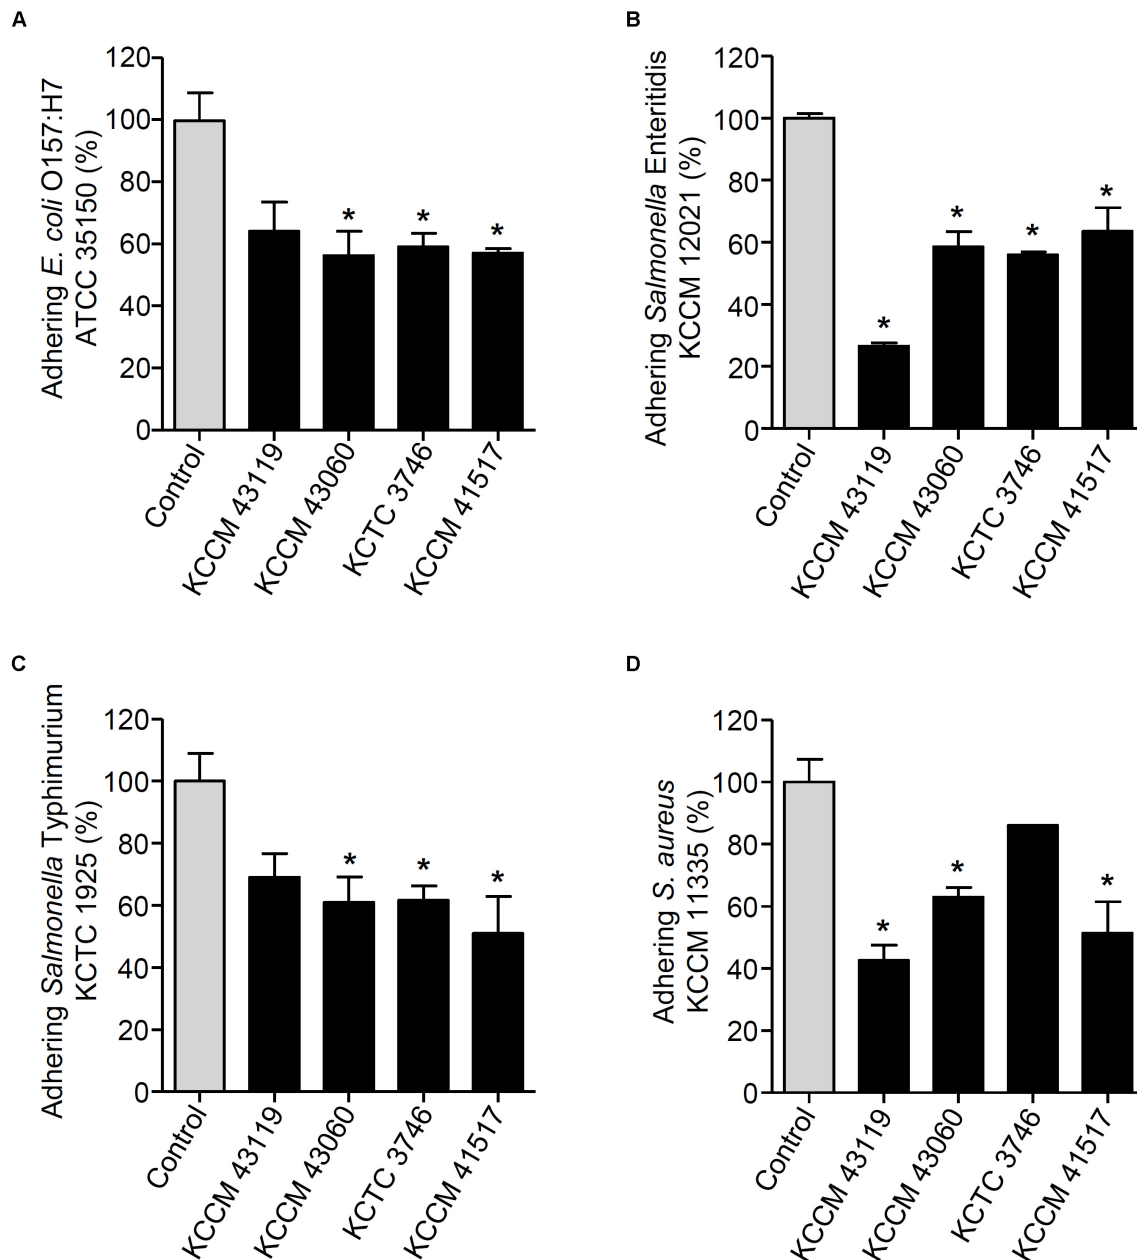 A
Adhering E. coli O157:H7
ATCC 35150 (%)
120
100
80
60
40
20
0
*
*
*
Control
KCCM 43119
KCCM 43060
KCTC 3746
KCCM 41517
B
Adhering Salmonella Enteritidis
KCCM 12021 (%)
120
100
80
60
40
20
0
*
*
*
*
Control
KCCM 43119
KCCM 43060
KCTC 3746
KCCM 41517
C
Adhering Salmonella Typhimurium
KCTC 1925 (%)
120
100
80
60
40
20
0
*
*
*
Control
KCCM 43119
KCCM 43060
KCTC 3746
KCCM 41517
D
Adhering S. aureus
KCCM 11335 (%)
120
100
80
60
40
20
0
*
*
*
Control
KCCM 43119
KCCM 43060
KCTC 3746
KCCM 41517